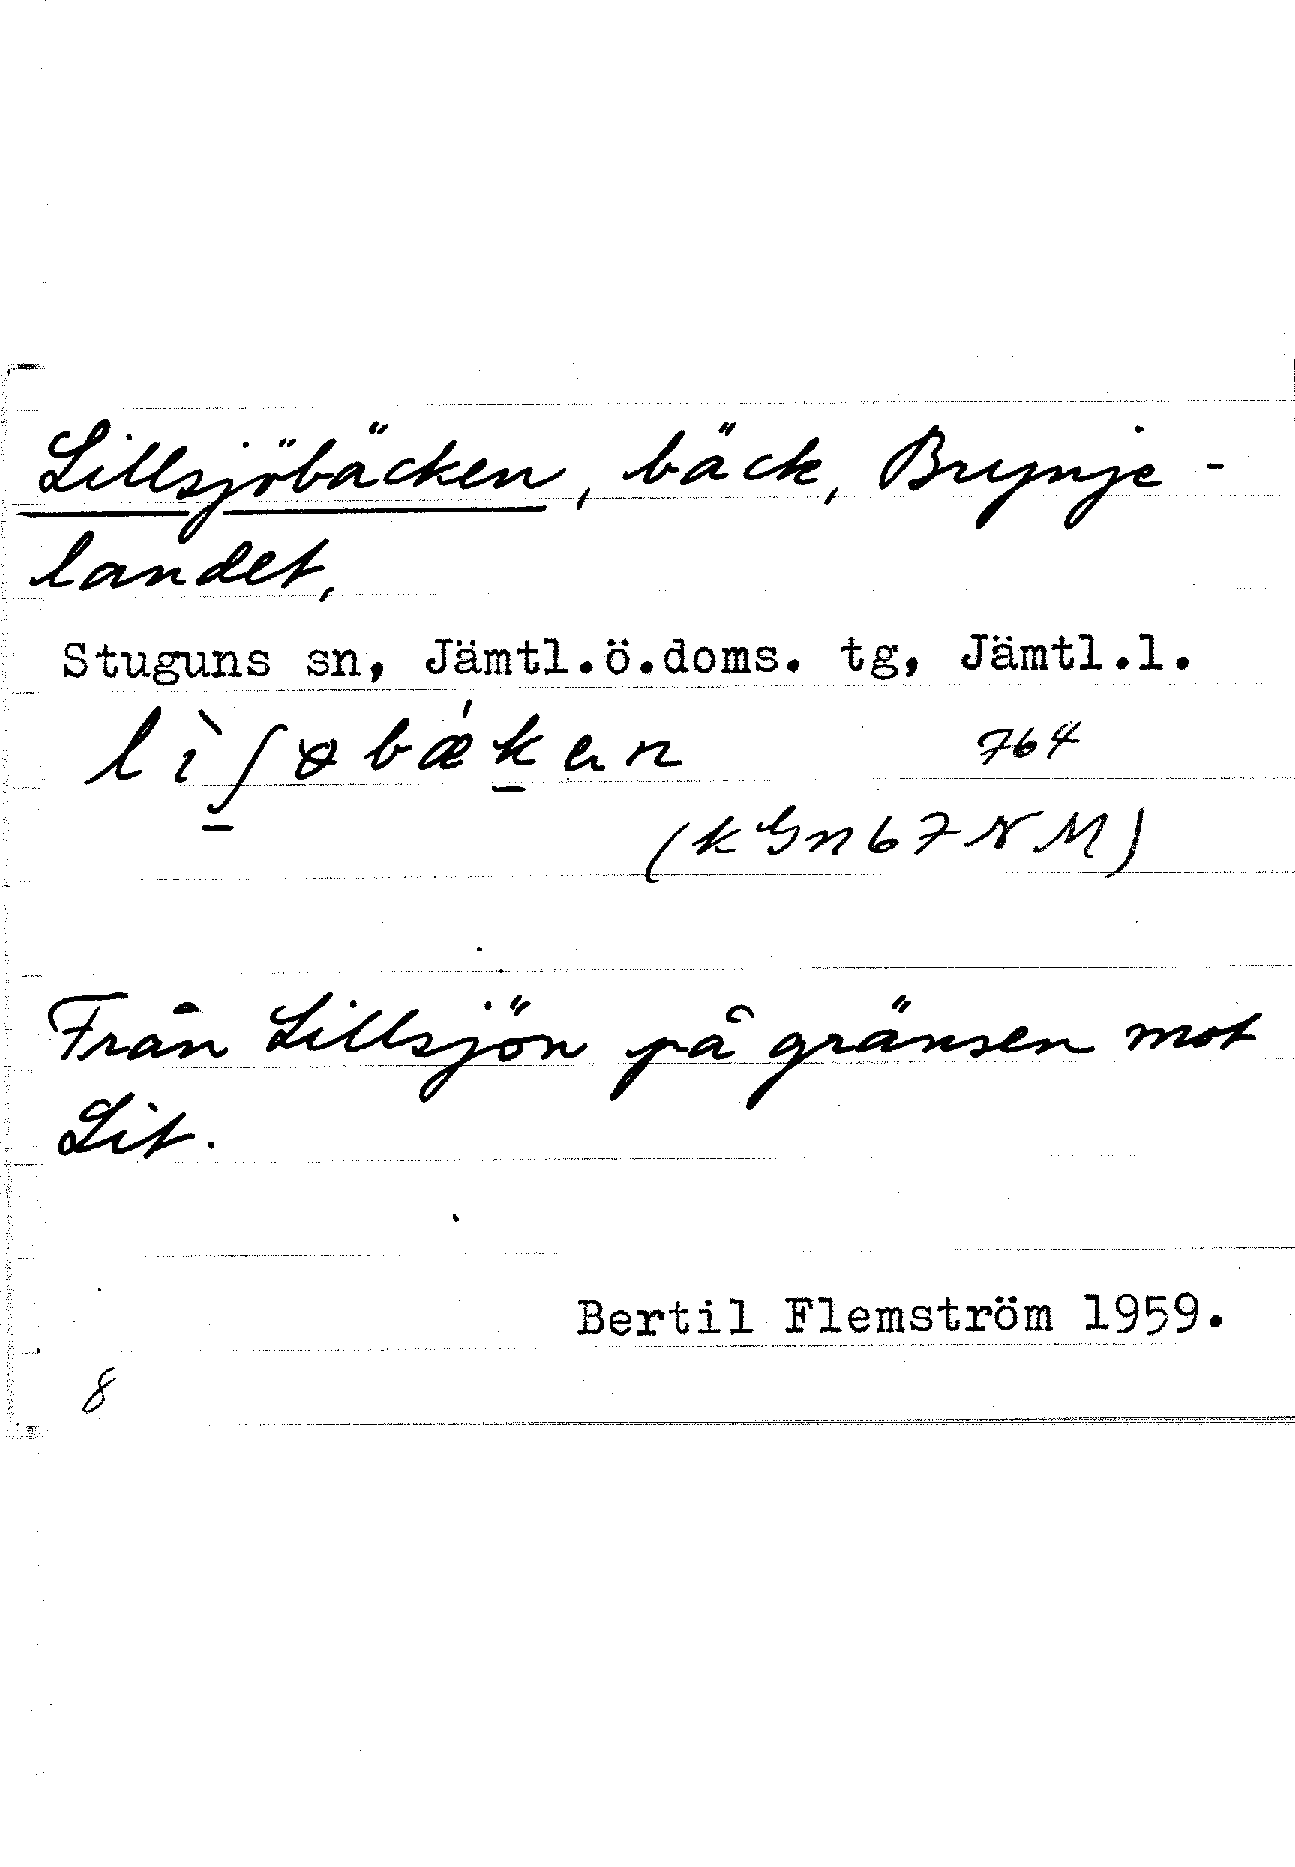 Lillsjöbäcken, bäck, Brynje-
landet,
Stuguns sn, Jämtl.ö.doms. tg, Jämtl.l.
764
(kGn67NM)
Från Lillsjön på gränsen mot
Lit.
Bertil Flemström 1959.
8